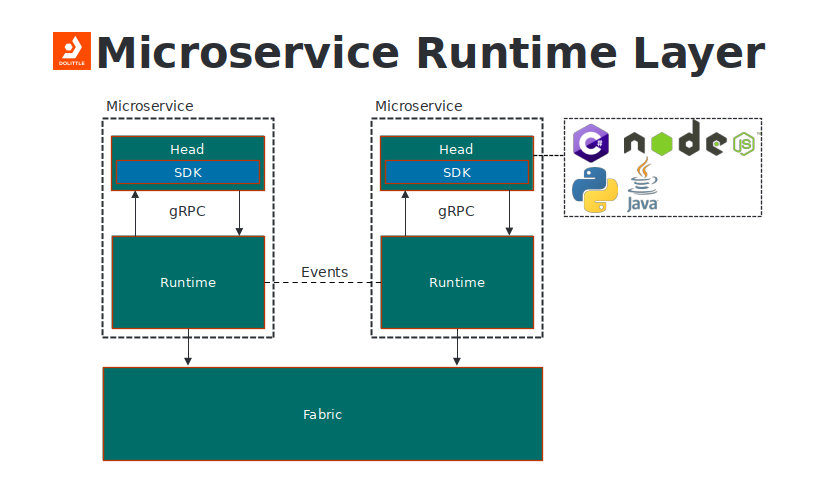 DOLITTLE
Microservice Runtime Layer
Microservice
Microservice
Head
SDK
Head
SDK
C#
node
JS
Java
gRPC
gRPC
Runtime
Events
Runtime
Fabric